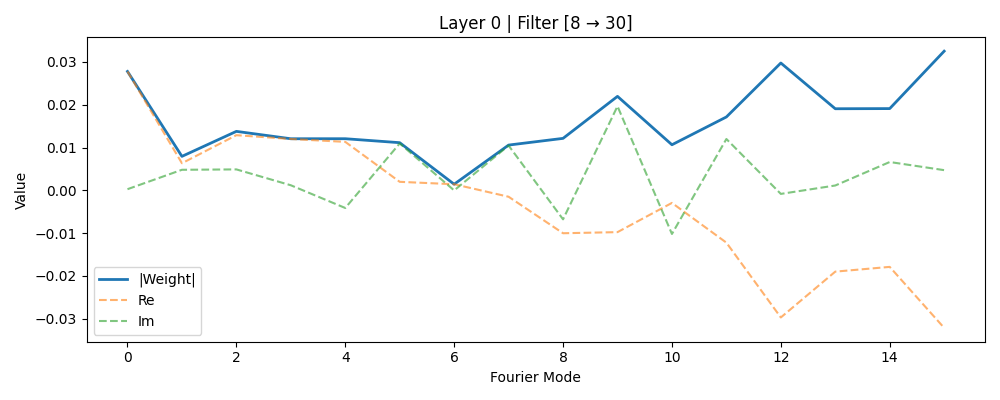 Layer 0 | Filter [8 → 30]
0.03
0.02
0.01
0.00
−0.01
−0.02
−0.03
Value
|Weight|
Re
Im
0 2 4 6 8 10 12 14
Fourier Mode